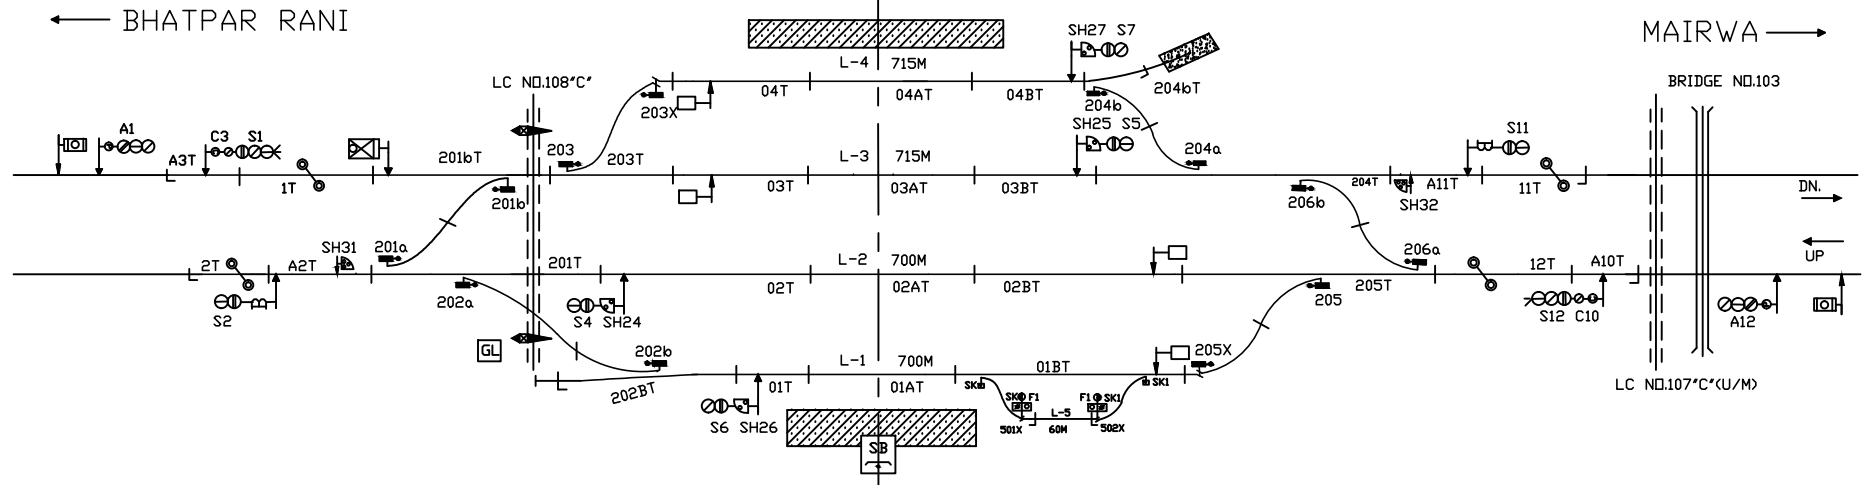 BHATPAR RANI
MAIRWA
SH27 S7
L-4 715M
LC NO.108"C"
BRIDGE NO.103
04T
04AT
04BT
204b
204bT
203X
A1
C3 S1
SH25 S5
S11
A3T
201bT
203
203T
L-3 715M
204a
1T
03T
03AT
03BT
204T
A11T
11T
DN.
201b
206b
SH32
SH31
201a
206a
UP
2T
A2T
201T
L-2 700M
12T
A10T
202a
02T
02AT
02BT
205
205T
S2
S4 SH24
S12 C10
A12
GL
202b
L-1 700M
01BT
205X
202BT
01T
01AT
SK
SK1
LC NO.107"C"(U/M)
SK F1
F1 SK1
S6 SH26
L-5
501X
60M
502X
SB